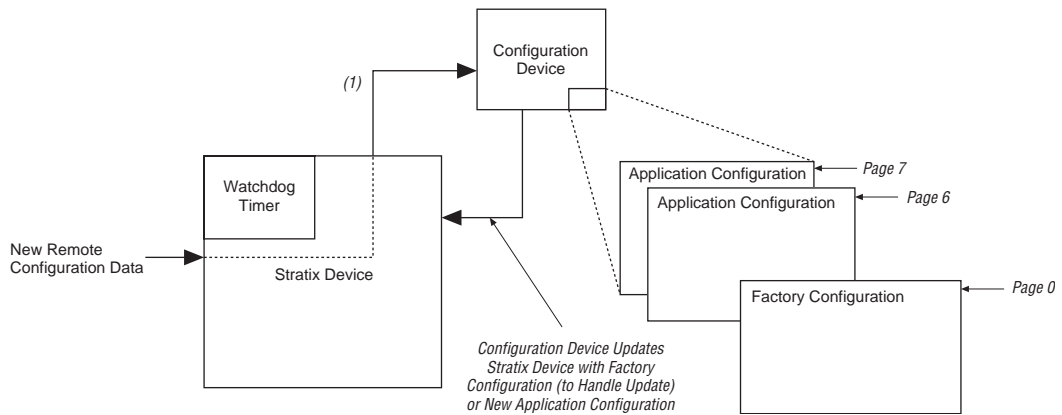 Configuration
Device
(1)
Watchdog
Timer
New Remote
Configuration Data
Stratix Device
Application Configuration
Page 7
Application Configuration
Page 6
Factory Configuration
Page 0
Configuration Device Updates
Stratix Device with Factory
Configuration (to Handle Update)
or New Application Configuration